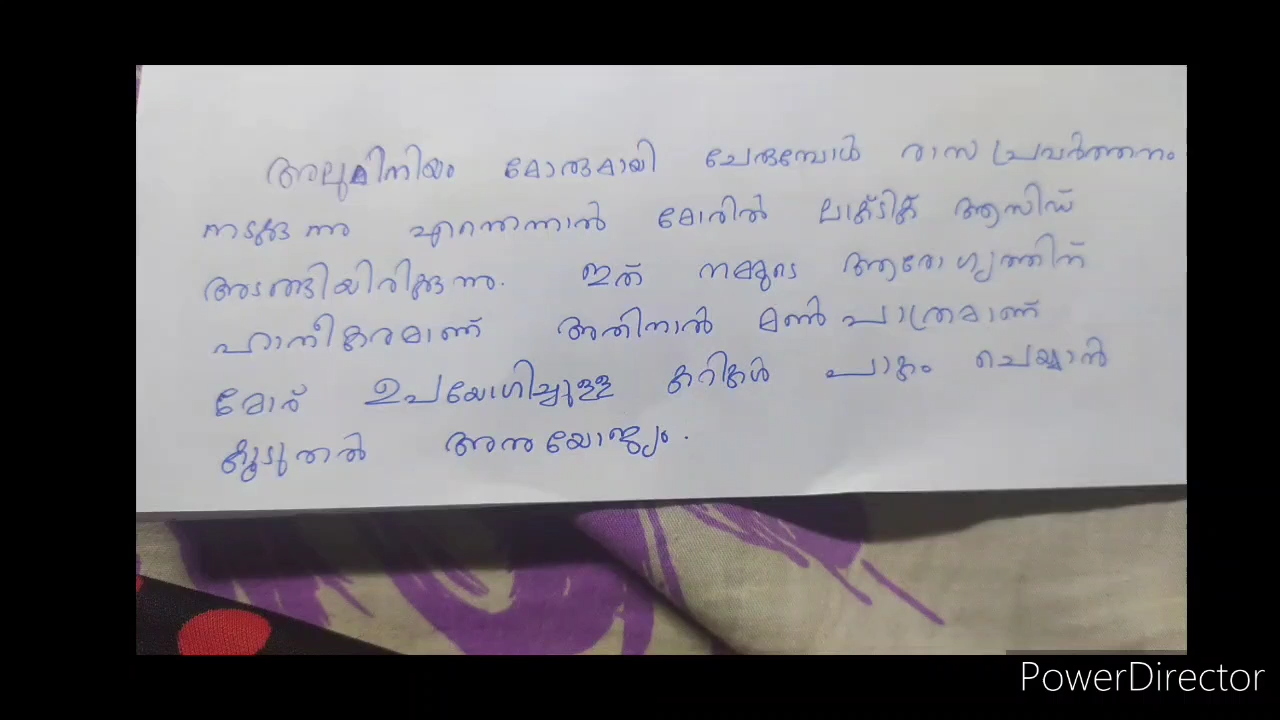 അലുമിനിയം മോരുമായി ചേരുമ്പോൾ രാസ പ്രവർത്തനം
നടക്കുന്നു എന്തെന്നാൽ മോരിൽ ലാക്ടിക് ആസിഡ്
അടങ്ങിയിരിക്കുന്നു. ഇത് നമ്മുടെ ആരോഗ്യത്തിന്
ഹാനികരമാണ് അതിനാൽ മൺ പാത്രമാണ്
മോര് ഉപയോഗിച്ചുള്ള കറികൾ പാകം ചെയ്യാൻ
കൂടുതൽ അനുയോജ്യം.
PowerDirector